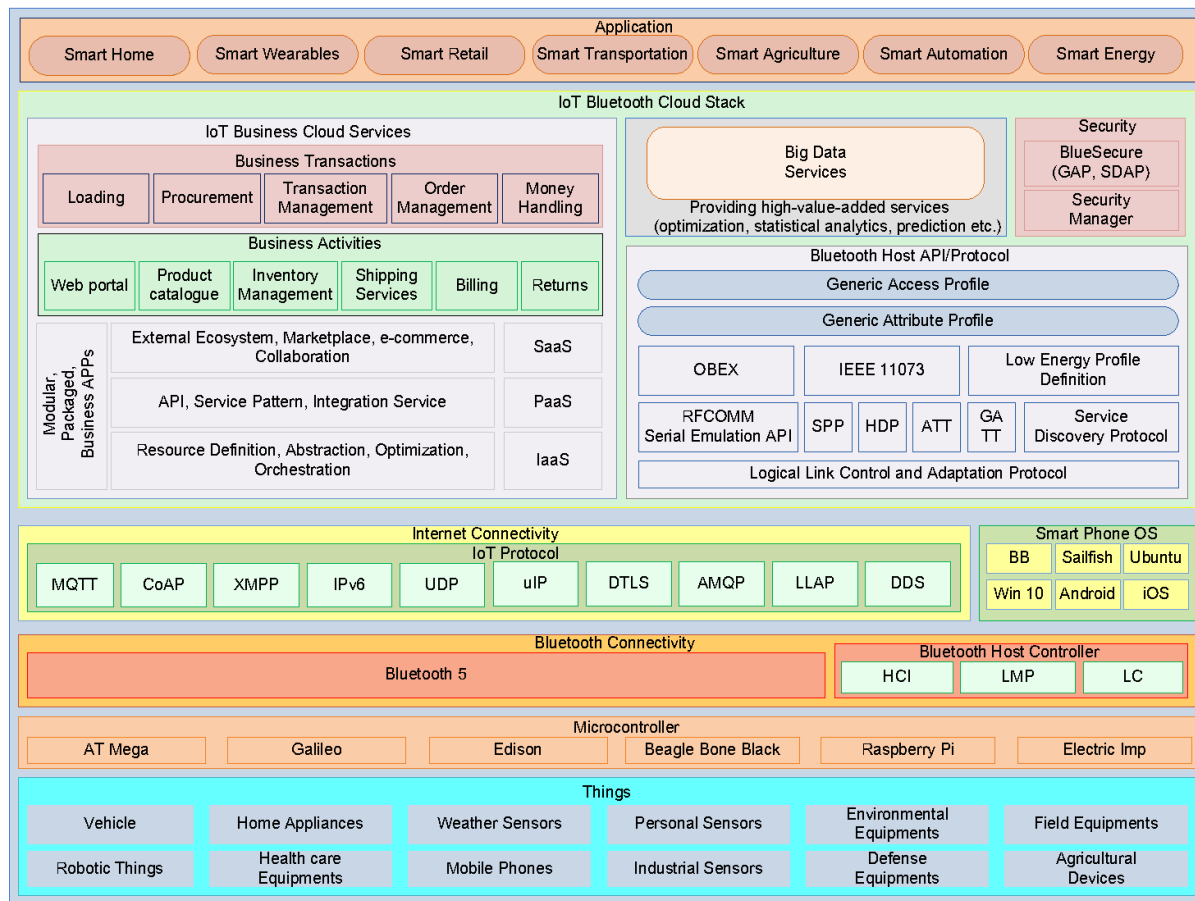 Application
Smart Home
Smart Wearables
Smart Retail
Smart Transportation
Smart Agriculture
Smart Automation
Smart Energy
IoT Bluetooth Cloud Stack
IoT Business Cloud Services
Business Transactions
Loading
Procurement
Transaction
Management
Order
Management
Money
Handling
Business Activities
Web portal
Product
catalogue
Inventory
Management
Shipping
Services
Billing
Returns
Modular,
Packaged,
Business APPs
External Ecosystem, Marketplace, e-commerce,
Collaboration
SaaS
API, Service Pattern, Integration Service
PaaS
Resource Definition, Abstraction, Optimization,
Orchestration
IaaS
Big Data
Services
Providing high-value-added services
(optimization, statistical analytics, prediction etc.)
Security
BlueSecure
(GAP, SDAP)
Security
Manager
Bluetooth Host API/Protocol
Generic Access Profile
Generic Attribute Profile
OBEX
IEEE 11073
Low Energy Profile
Definition
RFCOMM
Serial Emulation API
SPP
HDP
ATT
GA
TT
Service
Discovery Protocol
Logical Link Control and Adaptation Protocol
Internet Connectivity
IoT Protocol
MQTT
CoAP
XMPP
IPv6
UDP
uIP
DTLS
AMQP
LLAP
DDS
Smart Phone OS
BB
Sailfish
Ubuntu
Win 10
Android
iOS
Bluetooth Connectivity
Bluetooth 5
Bluetooth Host Controller
HCI
LMP
LC
Microcontroller
AT Mega
Galileo
Edison
Beagle Bone Black
Raspberry Pi
Electric Imp
Things
Vehicle
Home Appliances
Weather Sensors
Personal Sensors
Environmental
Equipments
Field Equipments
Robotic Things
Health care
Equipments
Mobile Phones
Industrial Sensors
Defense
Equipments
Agricultural
Devices